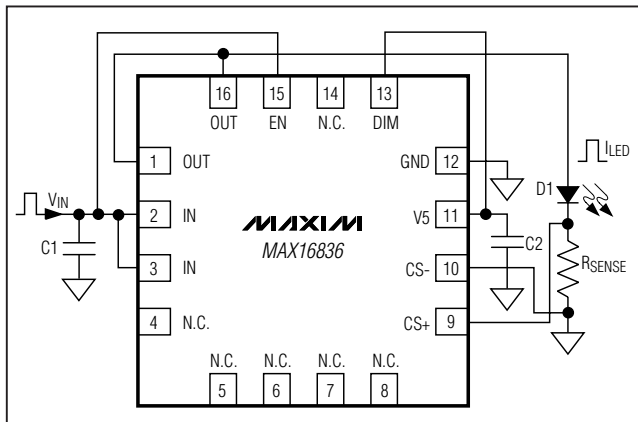 16 15 14 13
OUT EN N.C. DIM
1 OUT
GND 12
ILED
VIN
2 IN
V5 11
D1
C1
3 IN
MAXIM
MAX16836
CS- 10
C2
RSENSE
4 N.C.
CS+ 9
N.C. N.C. N.C. N.C.
5 6 7 8